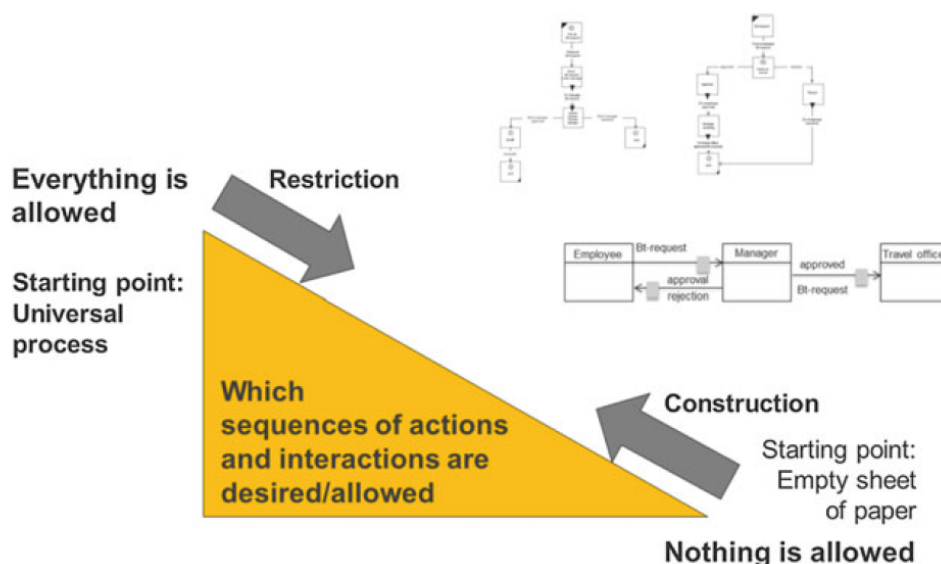 Everything is
allowed
Restriction
Starting point:
Universal
process
Employee
Bt-request
Manager
Travel office
approval
rejection
approved
Bt-request
Which
sequences of actions
and interactions are
desired/allowed
Construction
Starting point:
Empty sheet
of paper
Nothing is allowed